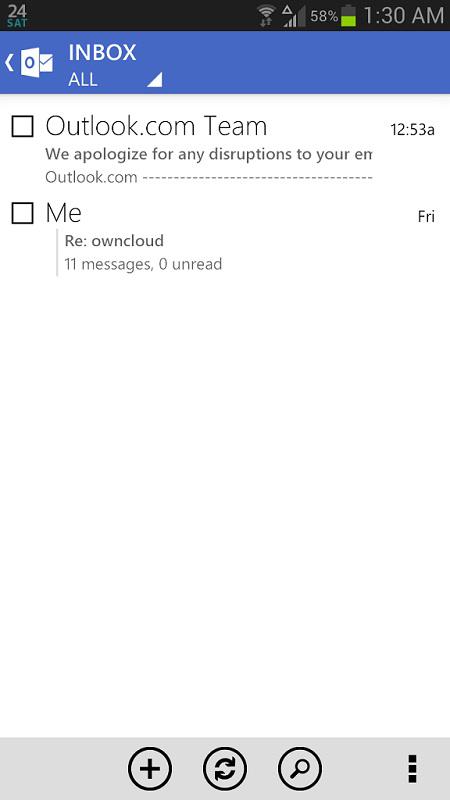 24
SAT
58%
1:30 AM
INBOX
ALL
Outlook.com Team
12:53a
We apologize for any disruptions to your em
Outlook.com -------------------------------------
Me
Fri
Re: owncloud
11 messages, 0 unread